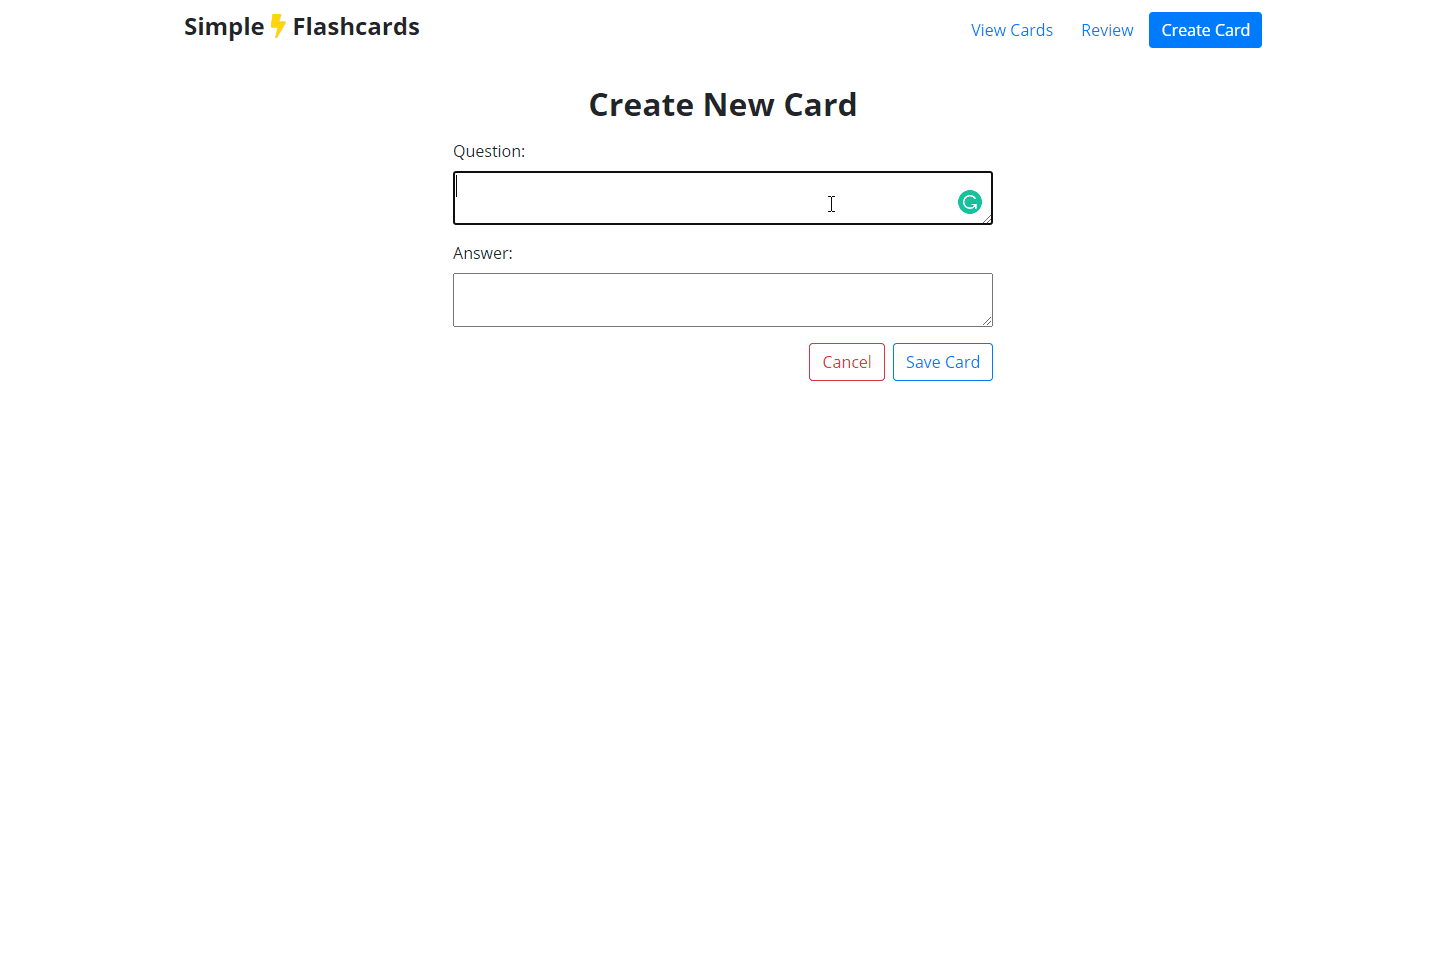 Simple Flashcards
View Cards
Review
Create Card
Create New Card
Question:
Answer:
Cancel
Save Card